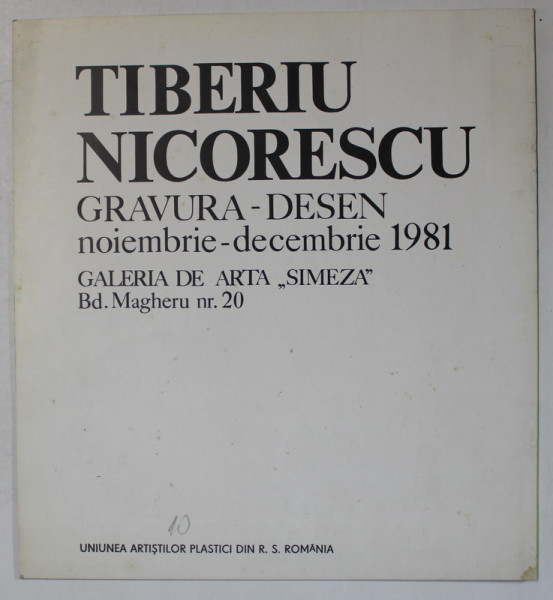 TIBERIU
NICORESCU
GRAVURA - DESEN
noiembrie - decembrie 1981
GALERIA DE ARTA „SIMEZA”
Bd. Magheru nr. 20
10
UNIUNEA ARTIȘTILOR PLASTICI DIN R. S. ROMÂNIA